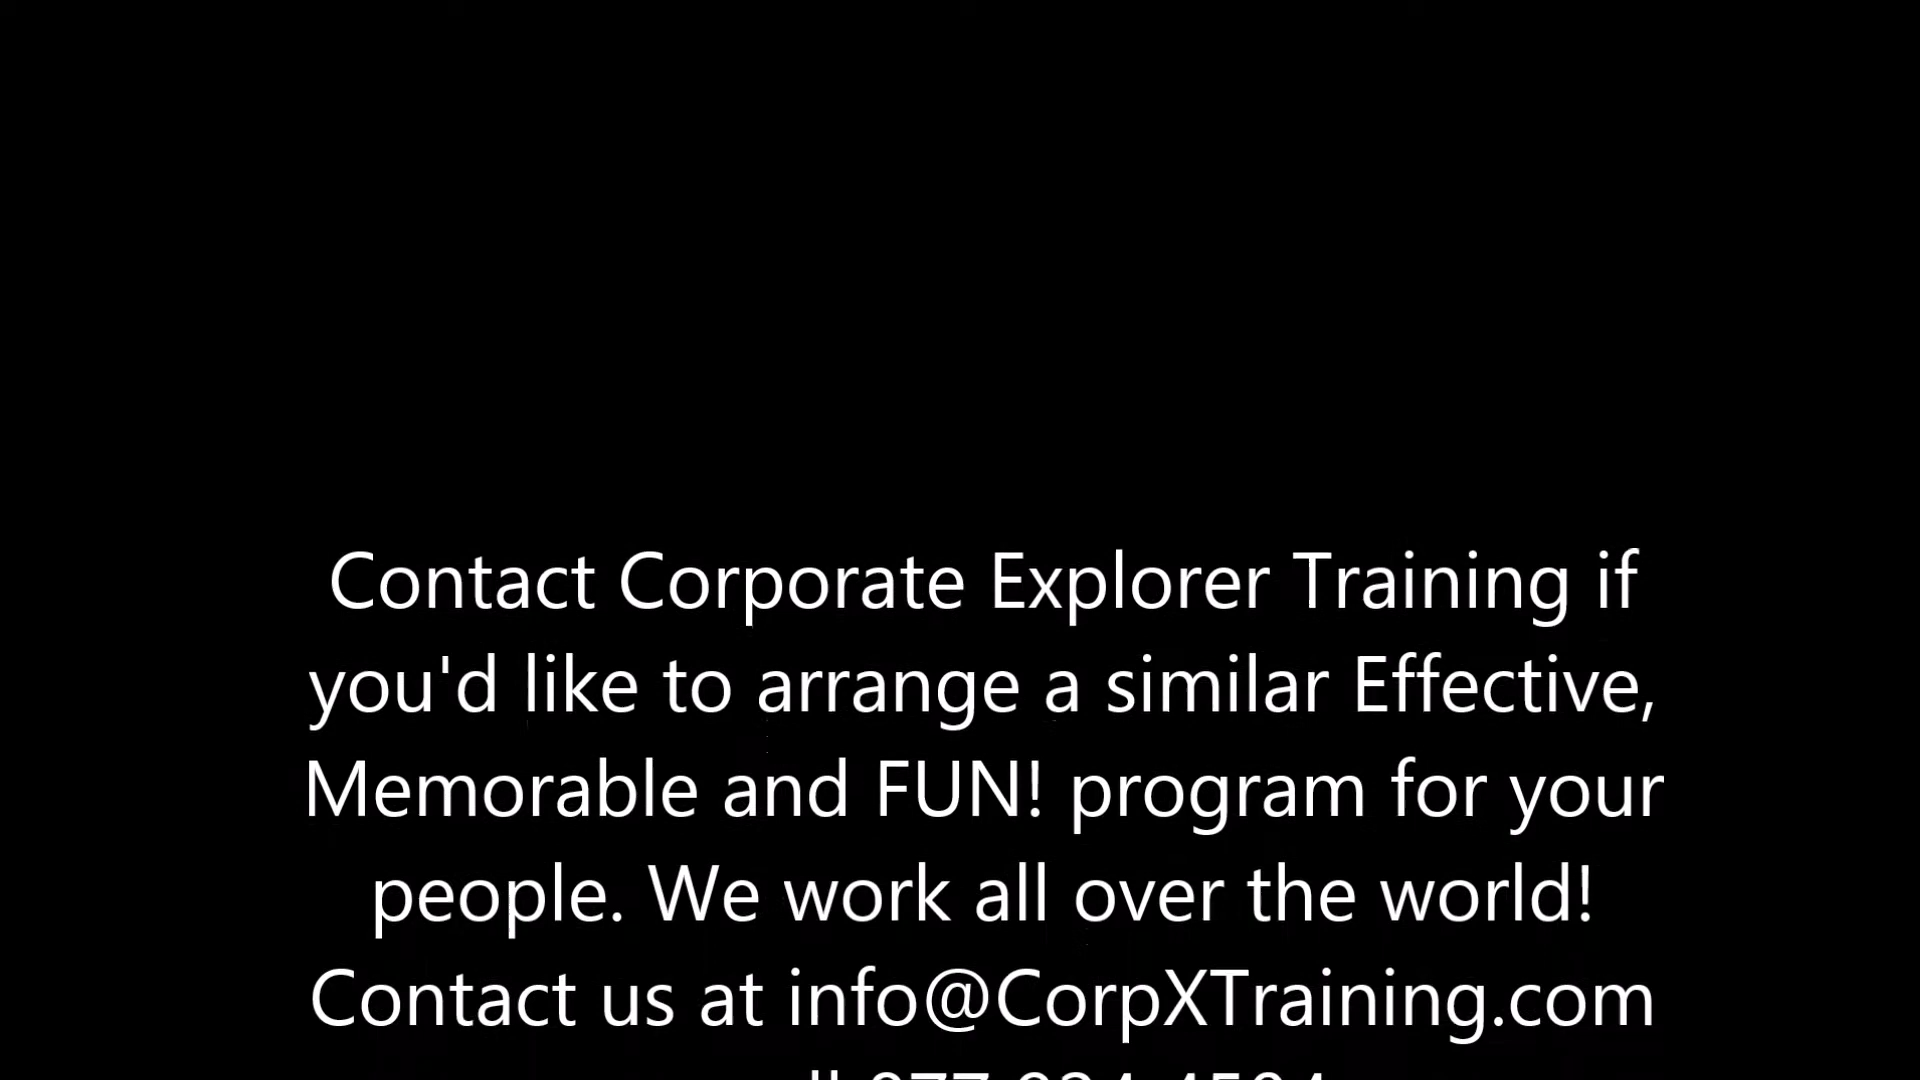 Contact Corporate Explorer Training if
you'd like to arrange a similar Effective,
Memorable and FUN! program for your
people. We work all over the world!
Contact us at info@CorpXTraining.com